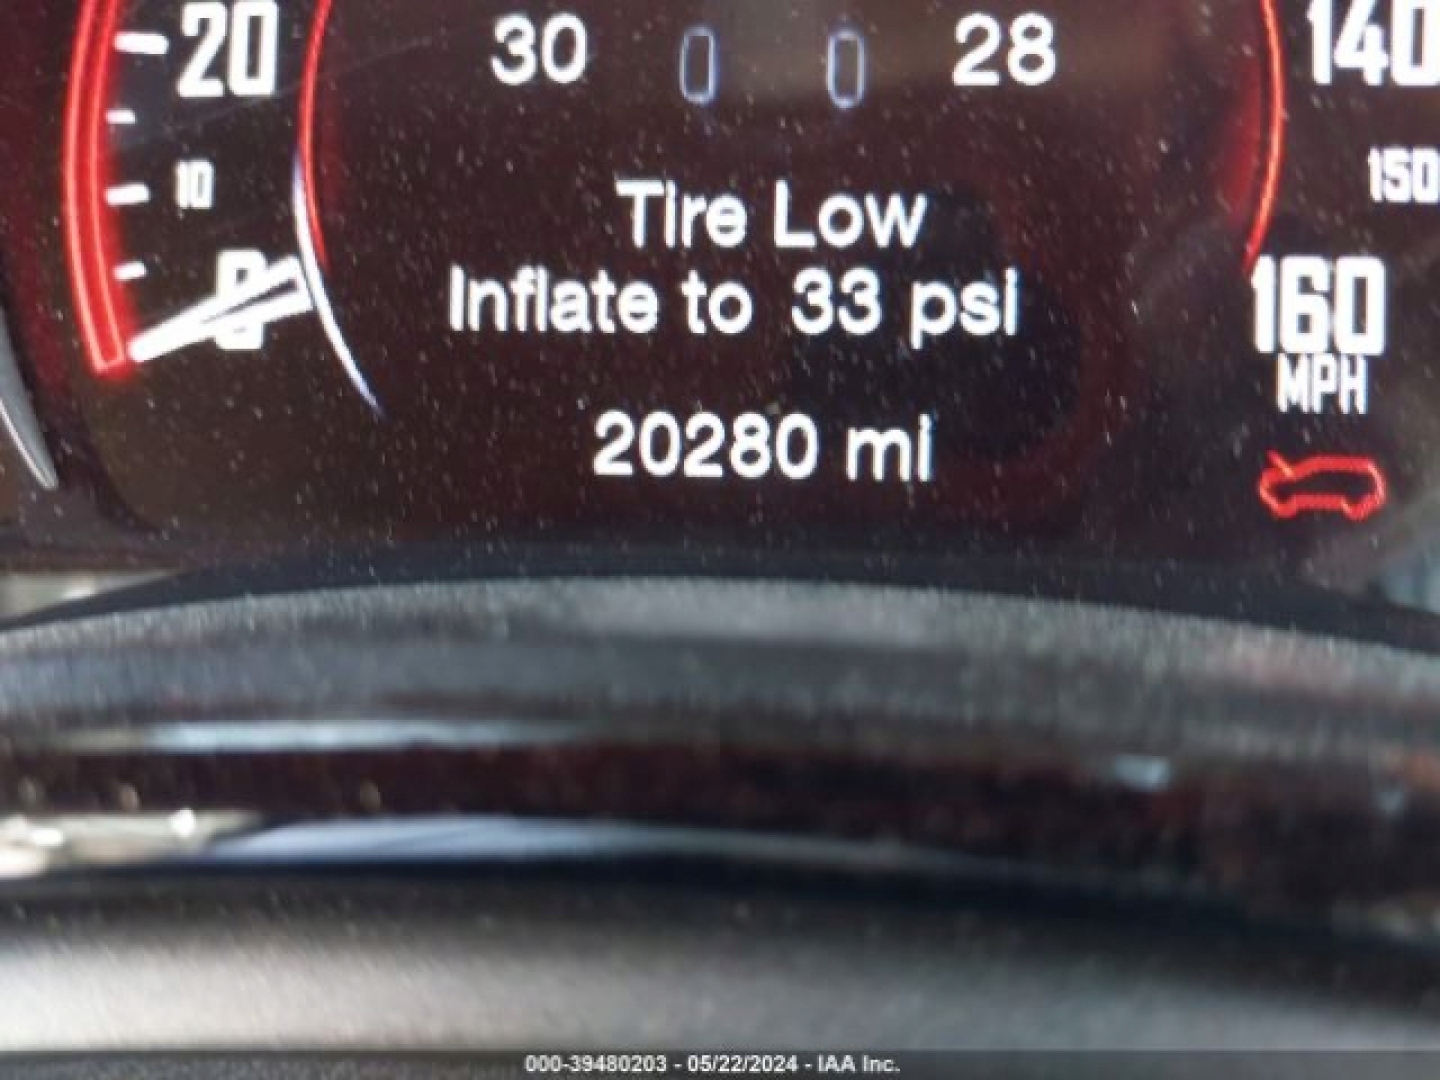 20 30 0 0 28 140
10 150
Tire Low
Inflate to 33 psi
0 160
MPH
20280 mi
000-39480203 - 05/22/2024 - IAA Inc.